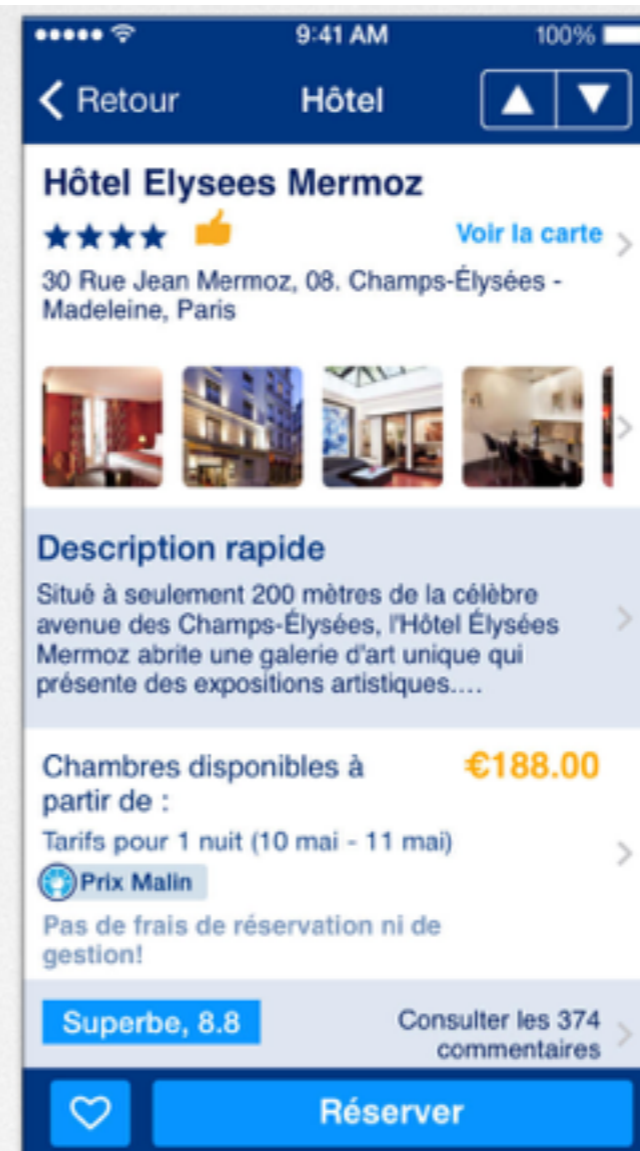 9:41 AM
100%
Retour
Hôtel
Hôtel Elysees Mermoz
Voir la carte
30 Rue Jean Mermoz, 08. Champs-Élysées -
Madeleine, Paris
Description rapide
Situé à seulement 200 mètres de la célèbre
avenue des Champs-Élysées, l'Hôtel Élysées
Mermoz abrite une galerie d'art unique qui
présente des expositions artistiques....
Chambres disponibles à
partir de :
€188.00
Tarifs pour 1 nuit (10 mai - 11 mai)
Prix Malin
Pas de frais de réservation ni de
gestion!
Superbe, 8.8
Consulter les 374
commentaires
Réserver